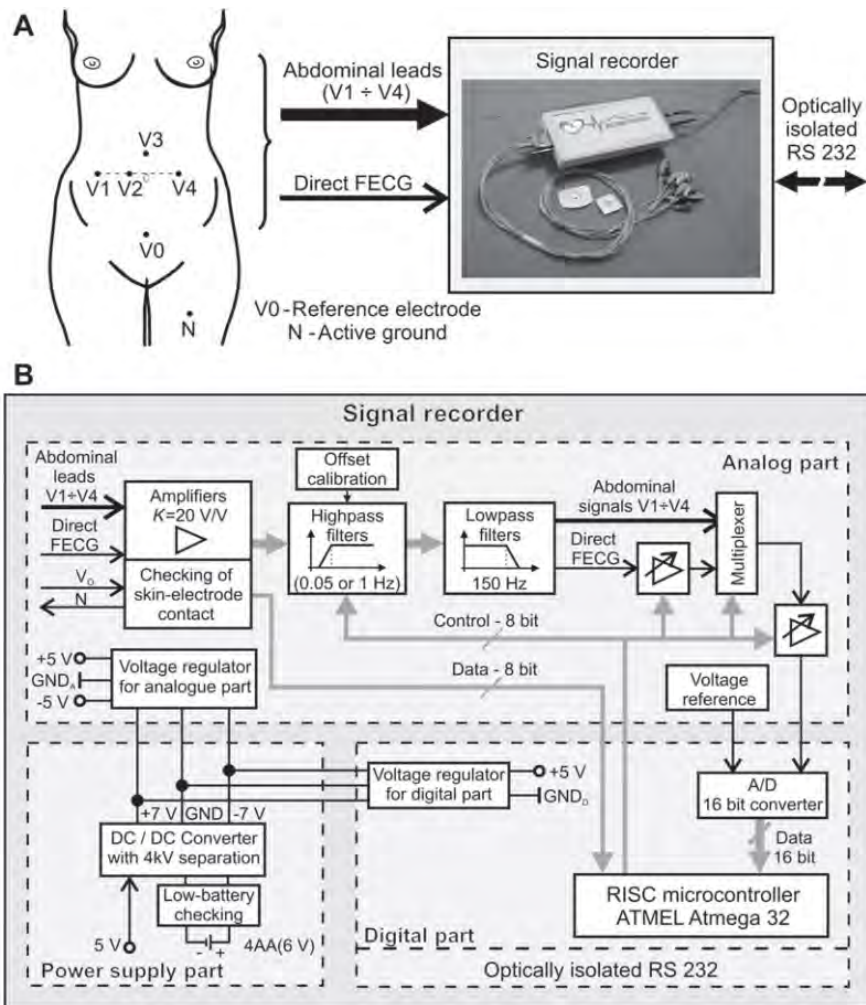 A
Abdominal leads
(V1 ÷ V4)
Direct FECG
Signal recorder
Optically
isolated
RS 232
V3
V1
V2
V4
V0
N
V0 - Reference electrode
N - Active ground
B
Signal recorder
Analog part
Abdominal
leads
V1÷V4
Direct
FECG
V₀
N
Amplifiers
K=20 V/V
Checking of
skin-electrode
contact
Offset
calibration
Highpass
filters
(0.05 or 1 Hz)
Lowpass
filters
150 Hz
Abdominal
signals V1÷V4
Direct
FECG
Multiplexer
Control - 8 bit
Data - 8 bit
+5 V
GNDA
-5 V
Voltage regulator
for analogue part
Voltage
reference
Voltage regulator
for digital part
+5 V
GNDD
A/D
16 bit converter
Data
16 bit
+7 V GND -7 V
DC / DC Converter
with 4kV separation
Low-battery
checking
5 V
- +
4AA(6 V)
Power supply part
RISC microcontroller
ATMEL Atmega 32
Digital part
Optically isolated RS 232